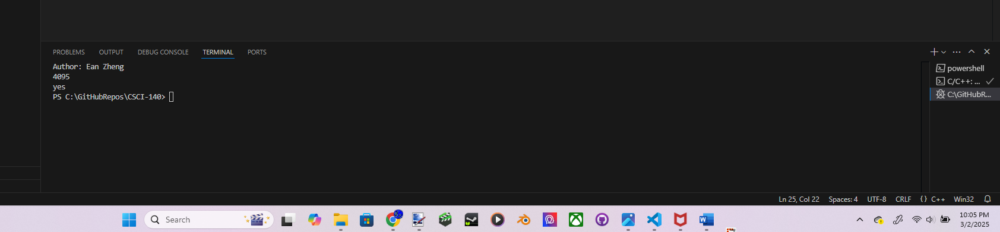 PROBLEMS OUTPUT DEBUG CONSOLE TERMINAL PORTS
Author: Ean Zheng
4095
yes
PS C:\GitHubRepos\CSCI-140>
powershell
C/C++: ...
C:\GitHubR...
Ln 25, Col 22 Spaces: 4 UTF-8 CRLF {} C++ Win32
Search
10:05 PM
3/2/2025